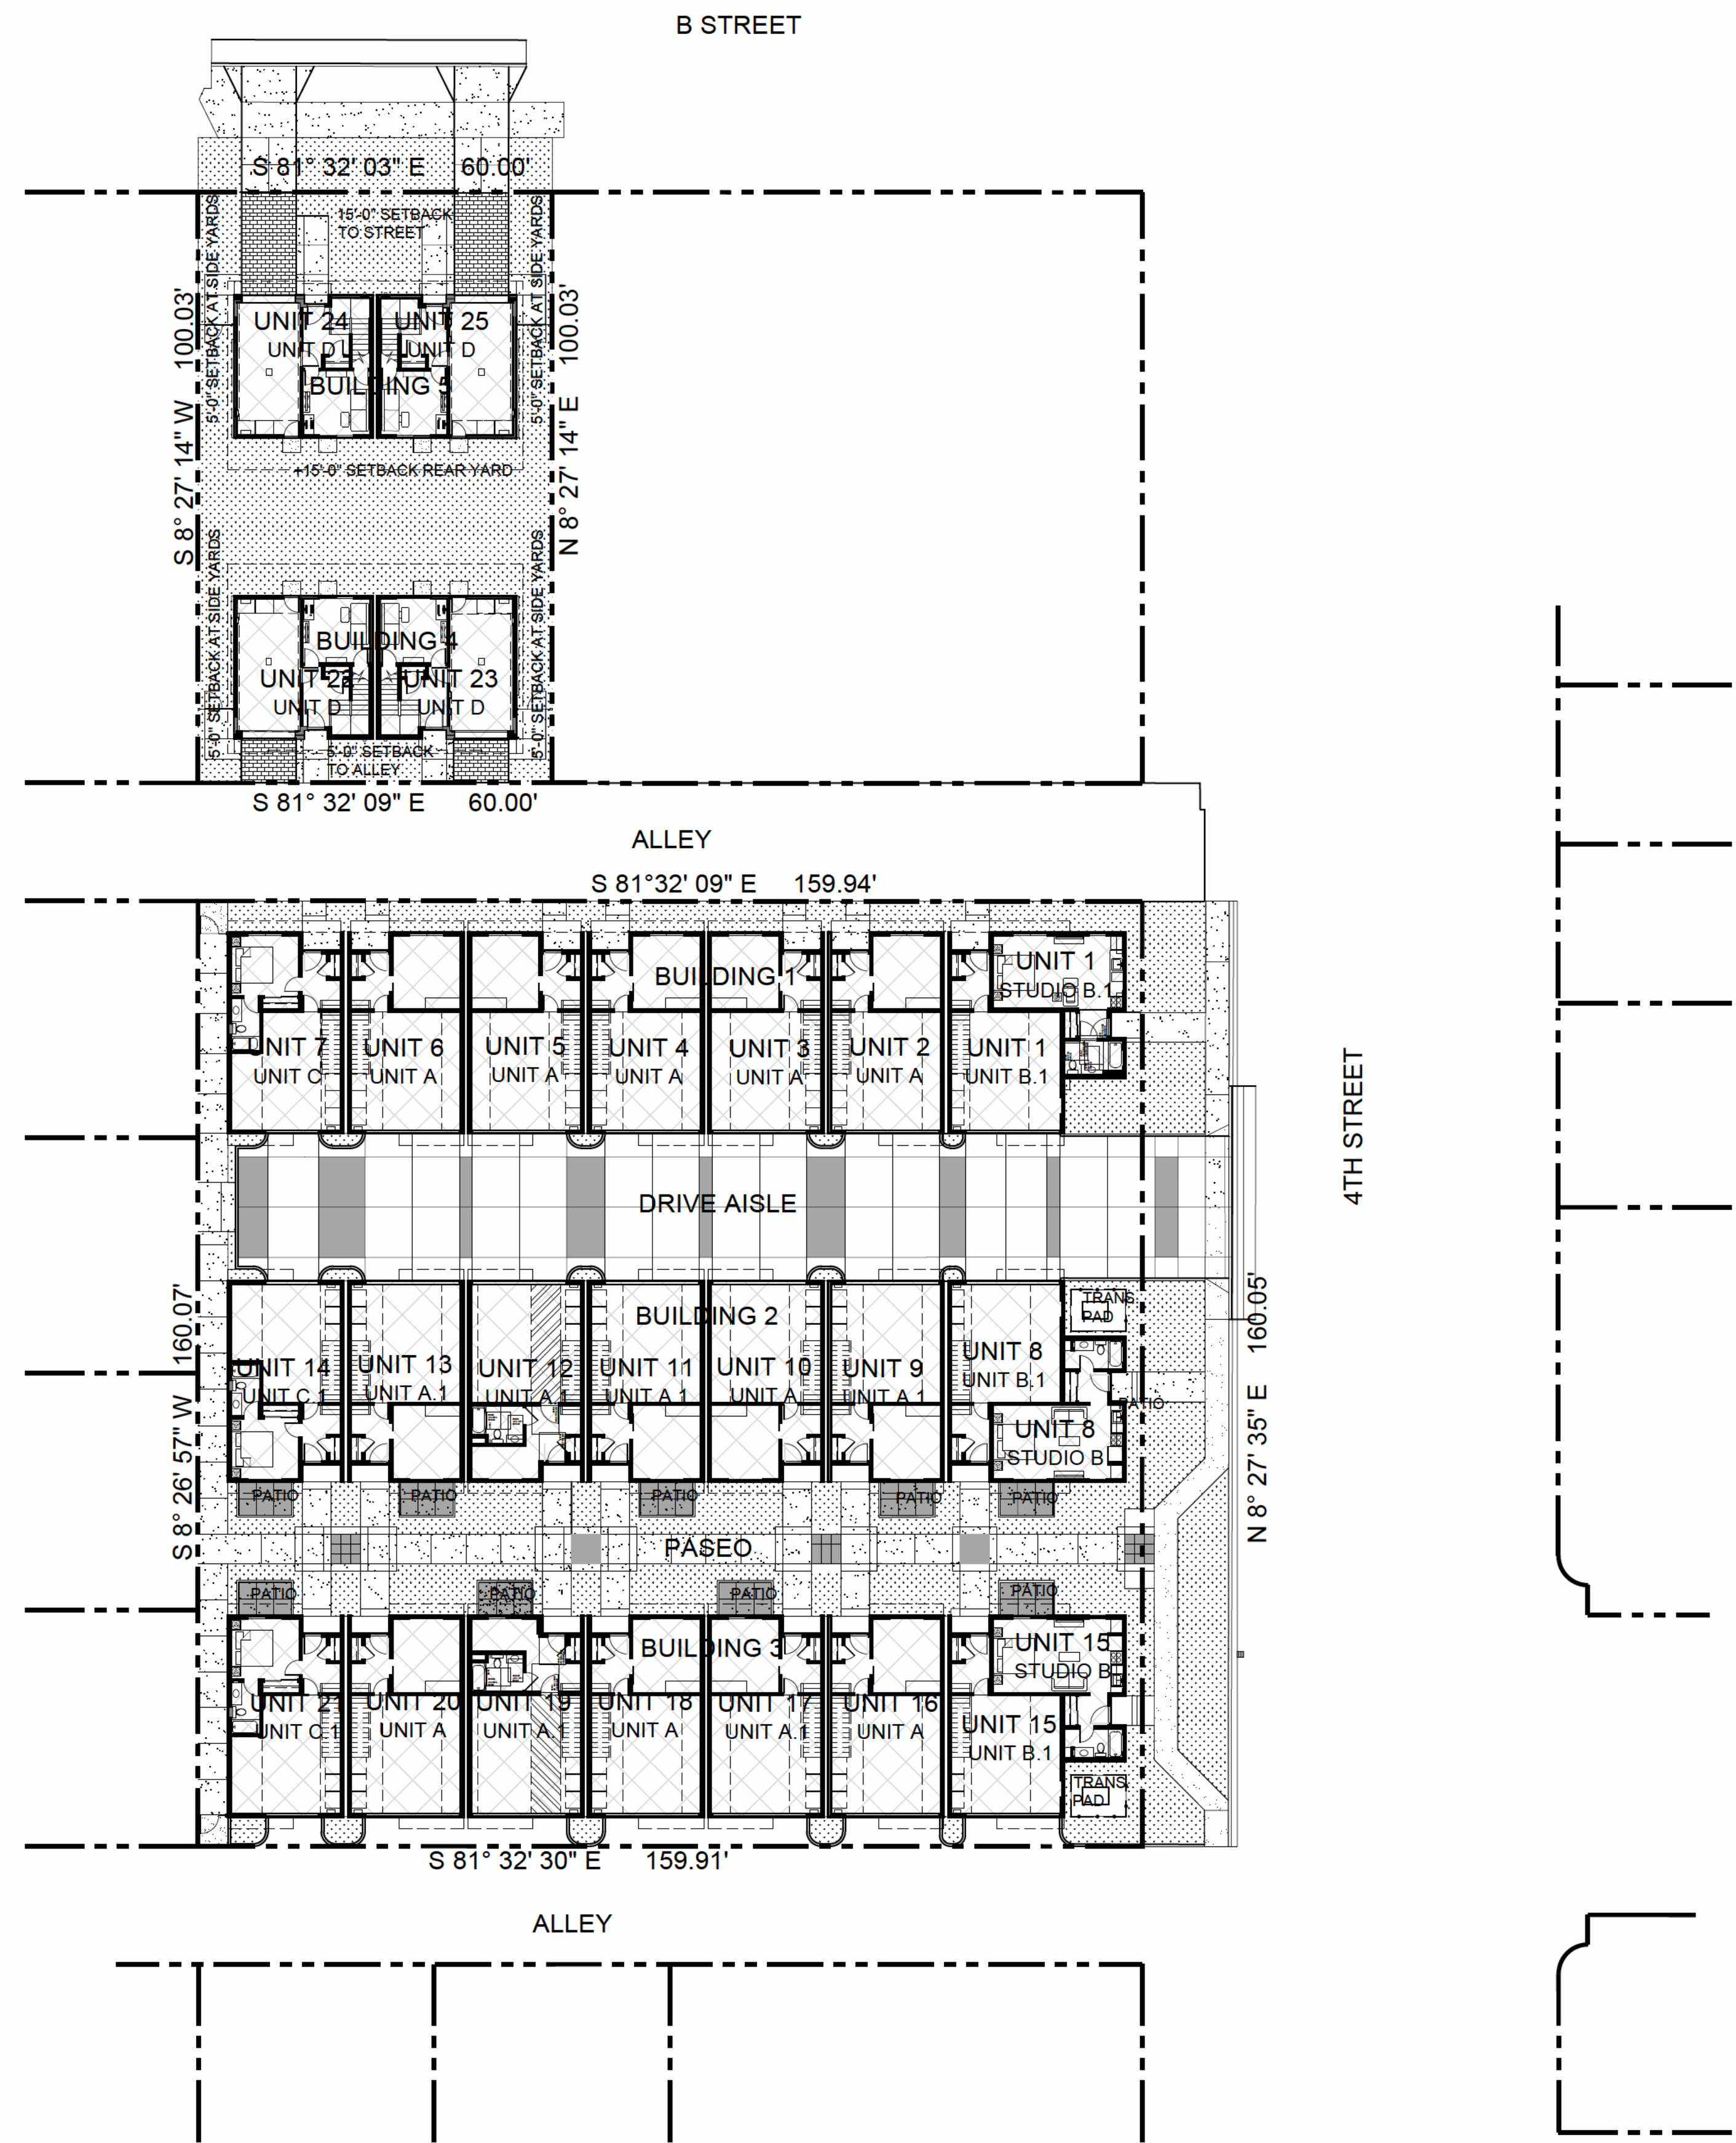 B STREET
S 81° 32' 03" E 60.00'
15'-0" SETBACK
TO STREET
5'-0" SETBACK AT SIDE YARDS
5'-0" SETBACK AT SIDE YARDS
S 8° 27' 14" W 100.03'
N 8° 27' 14" E 100.03'
UNIT 24
UNIT D
UNIT 25
UNIT D
BUILDING 5
+15'-0" SETBACK REAR YARD
5'-0" SETBACK AT SIDE YARDS
5'-0" SETBACK AT SIDE YARDS
BUILDING 4
UNIT 22
UNIT D
UNIT 23
UNIT D
5'-0" SETBACK
TO ALLEY
S 81° 32' 09" E 60.00'
ALLEY
S 81°32' 09" E 159.94'
BUILDING 1
UNIT 1
STUDIO B.1
UNIT 7
UNIT C
UNIT 6
UNIT A
UNIT 5
UNIT A
UNIT 4
UNIT A
UNIT 3
UNIT A
UNIT 2
UNIT A
UNIT 1
UNIT B.1
4TH STREET
DRIVE AISLE
S 8° 26' 57" W 160.07'
N 8° 27' 35" E 160.05'
TRANS
PAD
BUILDING 2
UNIT 14
UNIT C.1
UNIT 13
UNIT A.1
UNIT 12
UNIT A.1
UNIT 11
UNIT A.1
UNIT 10
UNIT A
UNIT 9
UNIT A.1
UNIT 8
UNIT B.1
PATIO
UNIT 8
STUDIO B
PATIO
PATIO
PATIO
PATIO
PATIO
PASEO
PATIO
PATIO
PATIO
PATIO
BUILDING 3
UNIT 15
STUDIO B
UNIT 21
UNIT C.1
UNIT 20
UNIT A
UNIT 19
UNIT A.1
UNIT 18
UNIT A
UNIT 17
UNIT A.1
UNIT 16
UNIT A
UNIT 15
UNIT B.1
TRANS
PAD
S 81° 32' 30" E 159.91'
ALLEY